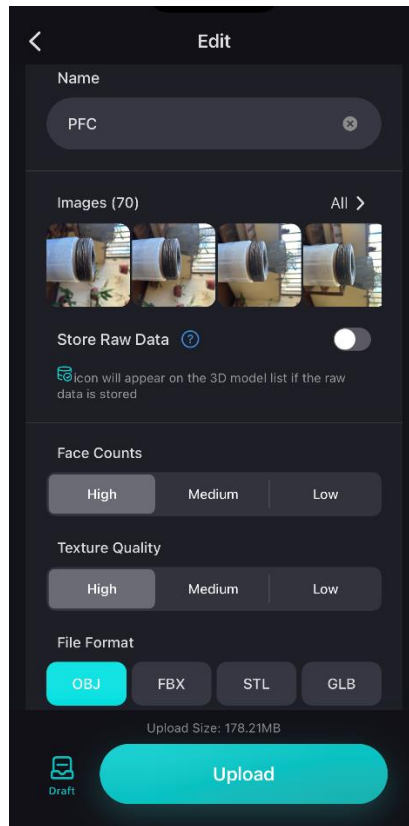 Edit
Name
PFC
Images (70)
All
Store Raw Data
icon will appear on the 3D model list if the raw
data is stored
Face Counts
High Medium Low
Texture Quality
High Medium Low
File Format
OBJ FBX STL GLB
Upload Size: 178.21MB
Draft
Upload